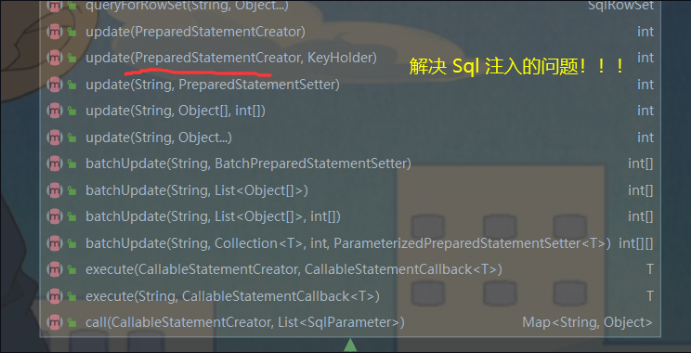 queryForRowSet(String, Object...) SqlRowSet
update(PreparedStatementCreator) int
update(PreparedStatementCreator, KeyHolder) int
解决 Sql 注入的问题！！！
update(String, PreparedStatementSetter) int
update(String, Object[], int[]) int
update(String, Object...) int
batchUpdate(String, BatchPreparedStatementSetter) int[]
batchUpdate(String, List<Object[]>) int[]
batchUpdate(String, List<Object[]>, int[]) int[]
batchUpdate(String, Collection<T>, int, ParameterizedPreparedStatementSetter<T>) int[][]
execute(CallableStatementCreator, CallableStatementCallback<T>) T
execute(String, CallableStatementCallback<T>) T
call(CallableStatementCreator, List<SqlParameter>) Map<String, Object>